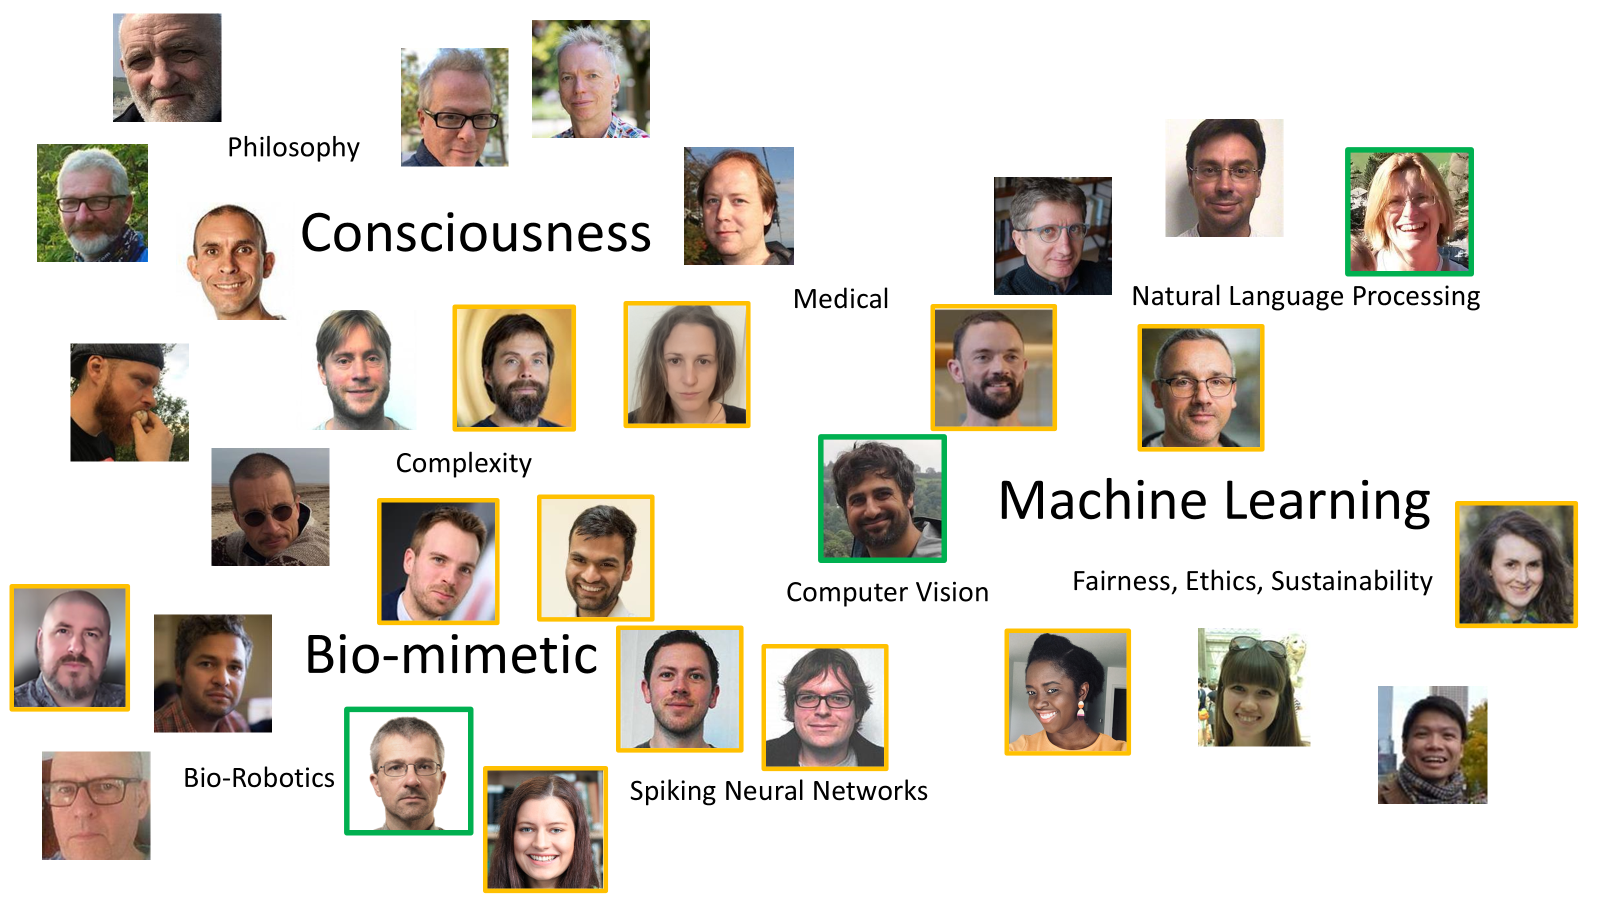 Philosophy
Consciousness
Medical
Natural Language Processing
Complexity
Machine Learning
Computer Vision
Fairness, Ethics, Sustainability
Bio-mimetic
Bio-Robotics
Spiking Neural Networks